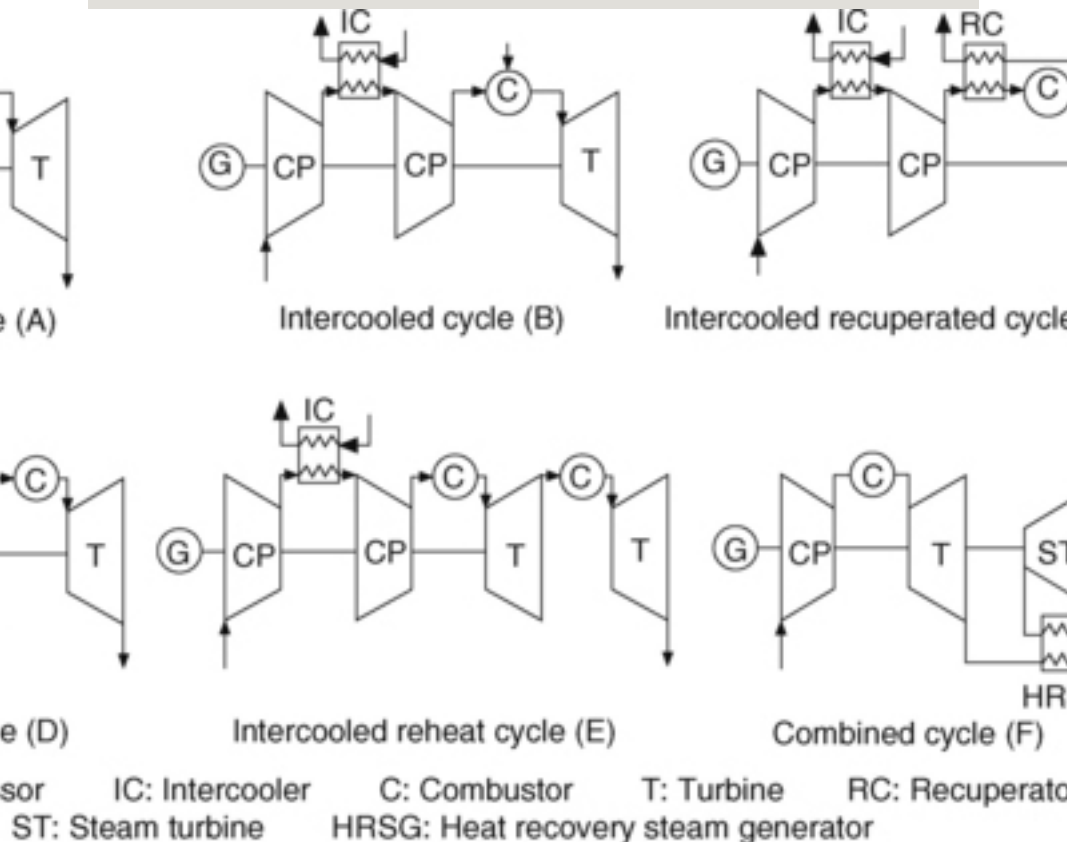 IC IC RC
T G CP CP C T G CP CP C
e (A) Intercooled cycle (B) Intercooled recuperated cycle
IC
C T G CP CP C T C T G CP C T ST
HR
e (D) Intercooled reheat cycle (E) Combined cycle (F)
sor IC: Intercooler C: Combustor T: Turbine RC: Recuperato
ST: Steam turbine HRSG: Heat recovery steam generator